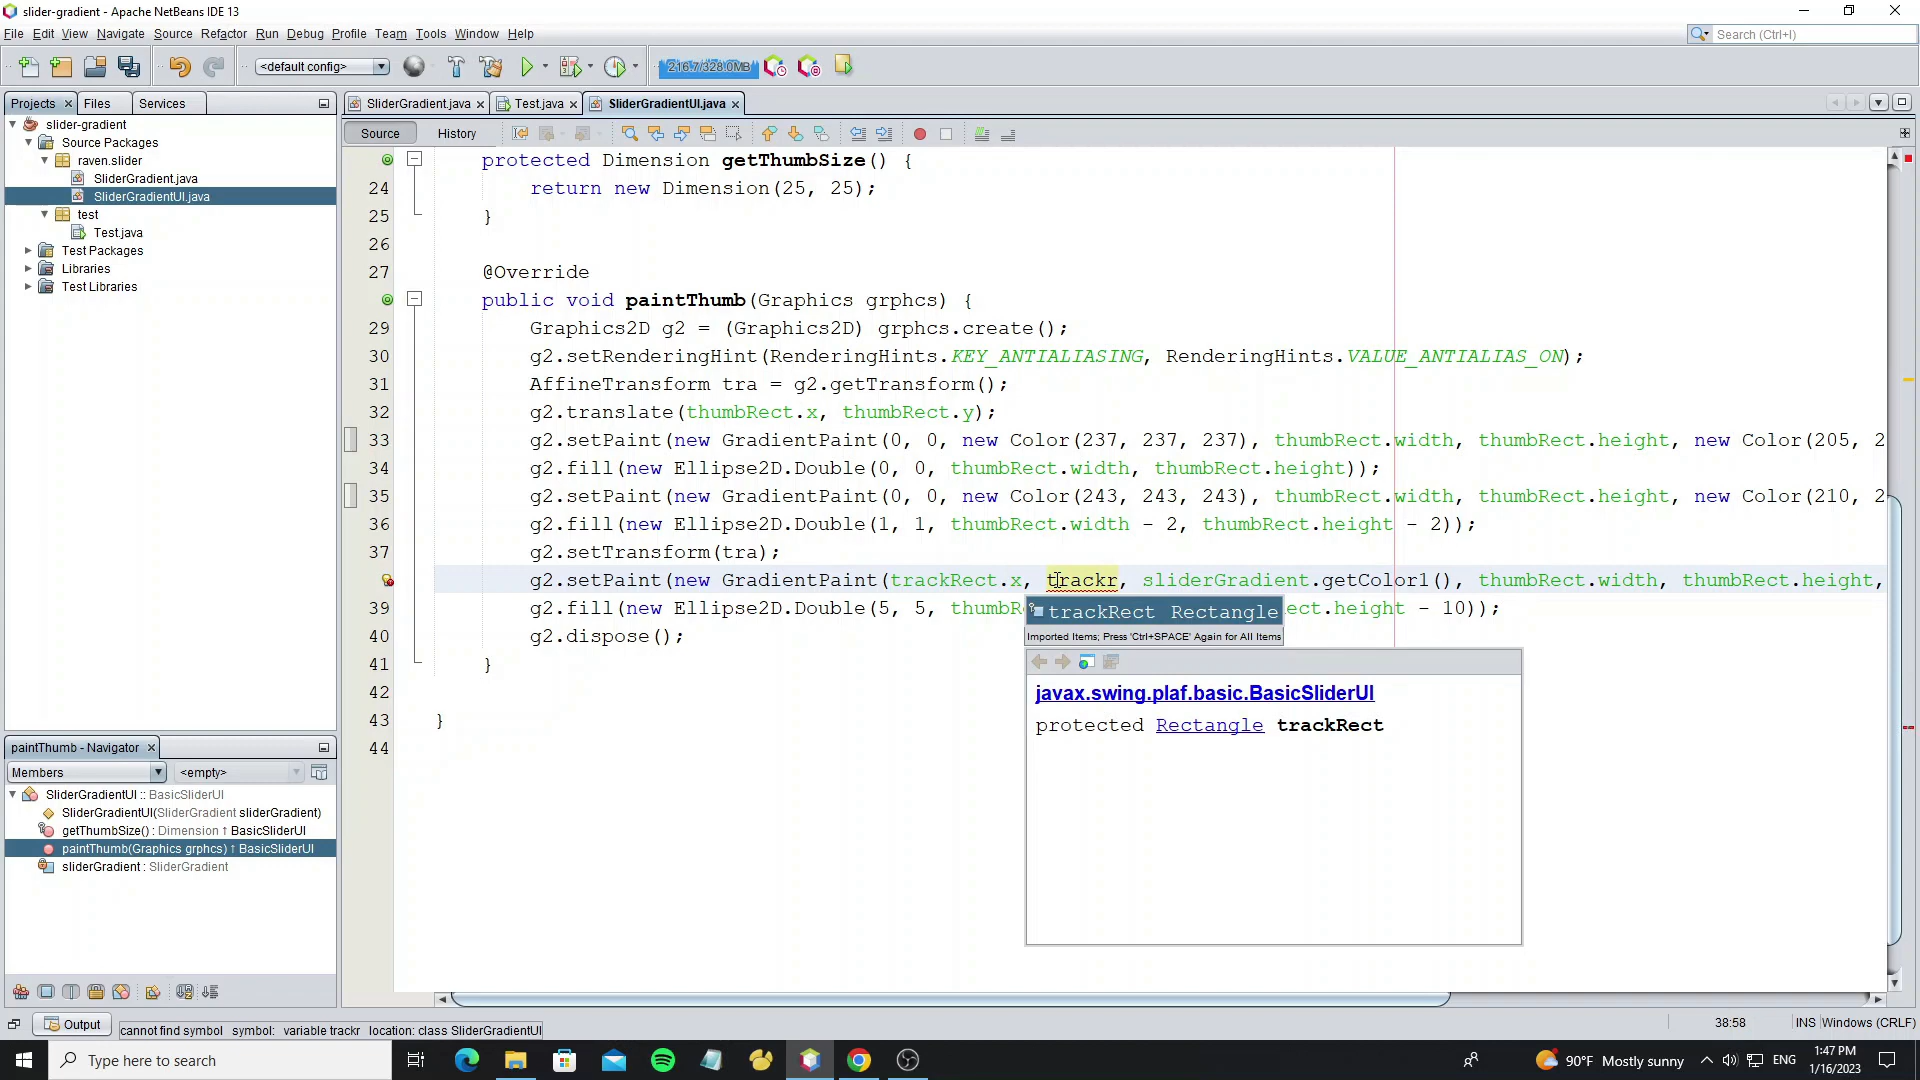 slider-gradient - Apache NetBeans IDE 13
File Edit View Navigate Source Refactor Run Debug Profile Team Tools Window Help
Search (Ctrl+I)
<default config>
216.7/328.0MB
Projects Files Services
SliderGradient.java Test.java SliderGradientUI.java
Source History
slider-gradient
Source Packages
raven.slider
SliderGradient.java
SliderGradientUI.java
test
Test.java
Test Packages
Libraries
Test Libraries
protected Dimension getThumbSize() {
24 return new Dimension(25, 25);
25 }
26
27 @Override
public void paintThumb(Graphics grphcs) {
29 Graphics2D g2 = (Graphics2D) grphcs.create();
30 g2.setRenderingHint(RenderingHints.KEY_ANTIALIASING, RenderingHints.VALUE_ANTIALIAS_ON);
31 AffineTransform tra = g2.getTransform();
32 g2.translate(thumbRect.x, thumbRect.y);
33 g2.setPaint(new GradientPaint(0, 0, new Color(237, 237, 237), thumbRect.width, thumbRect.height, new Color(205, 2
34 g2.fill(new Ellipse2D.Double(0, 0, thumbRect.width, thumbRect.height));
35 g2.setPaint(new GradientPaint(0, 0, new Color(243, 243, 243), thumbRect.width, thumbRect.height, new Color(210, 2
36 g2.fill(new Ellipse2D.Double(1, 1, thumbRect.width - 2, thumbRect.height - 2));
37 g2.setTransform(tra);
g2.setPaint(new GradientPaint(trackRect.x, trackr, sliderGradient.getColor1(), thumbRect.width, thumbRect.height,
39 g2.fill(new Ellipse2D.Double(5, 5, thumbR ect.height - 10));
40 g2.dispose();
41 }
42
43 }
44
trackRect Rectangle
Imported Items; Press 'Ctrl+SPACE' Again for All Items
javax.swing.plaf.basic.BasicSliderUI
protected Rectangle trackRect
paintThumb - Navigator
Members <empty>
SliderGradientUI :: BasicSliderUI
SliderGradientUI(SliderGradient sliderGradient)
getThumbSize() : Dimension ↑ BasicSliderUI
paintThumb(Graphics grphcs) ↑ BasicSliderUI
sliderGradient : SliderGradient
Output
cannot find symbol symbol: variable trackr location: class SliderGradientUI
38:58 INS Windows (CRLF)
Type here to search
90°F Mostly sunny
ENG
1:47 PM
1/16/2023